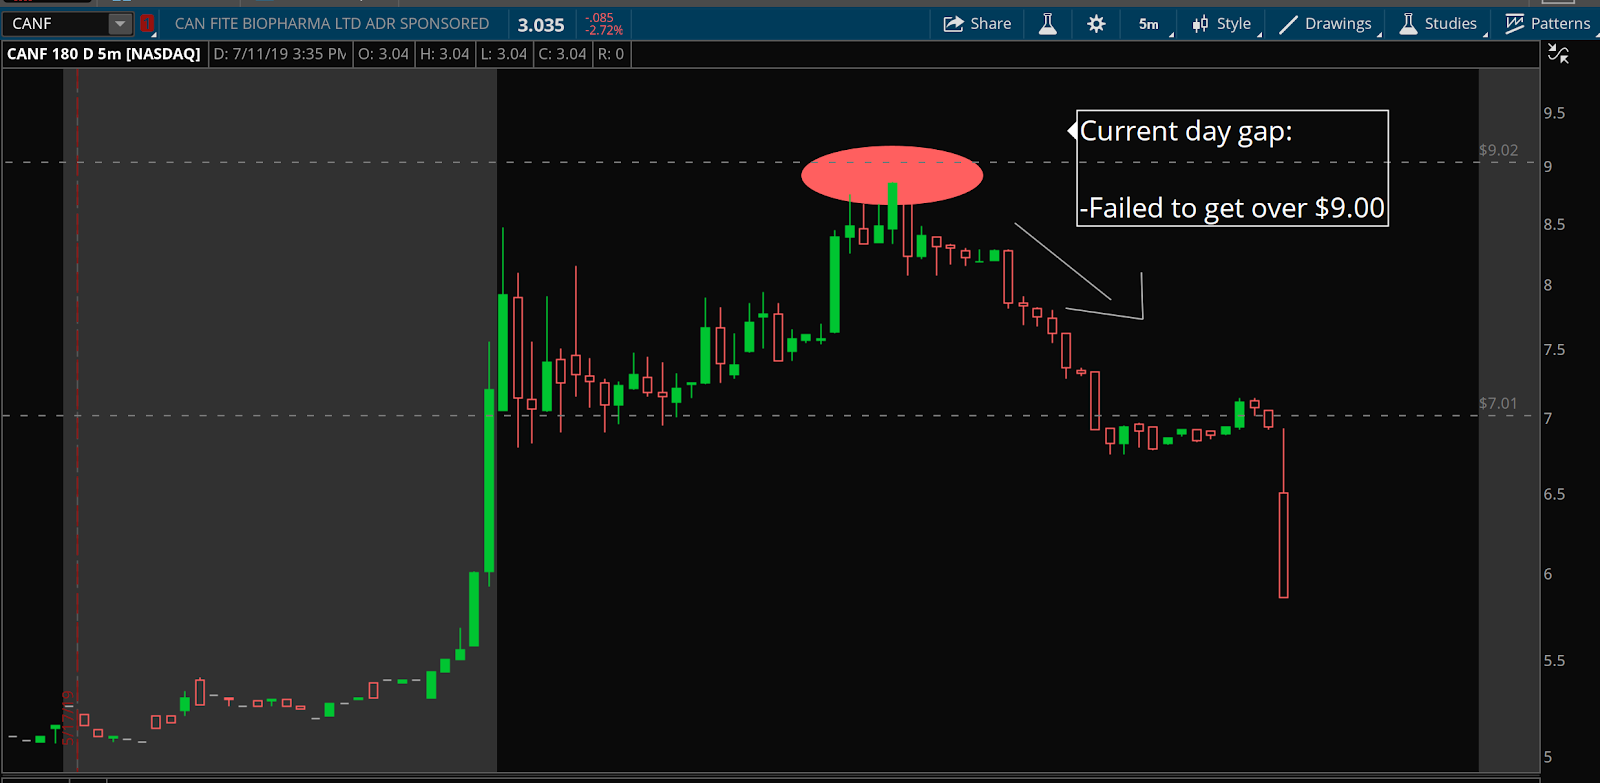 CANF
CAN FITE BIOPHARMA LTD ADR SPONSORED
3.035
-.085
-2.72%
Share
5m
Style
Drawings
Studies
Patterns
CANF 180 D 5m [NASDAQ]
D: 7/11/19 3:35 PM
O: 3.04
H: 3.04
L: 3.04
C: 3.04
R: 0
Current day gap:
-Failed to get over $9.00
$9.02
$7.01
9.5
9
8.5
8
7.5
7
6.5
6
5.5
5
5/17/19